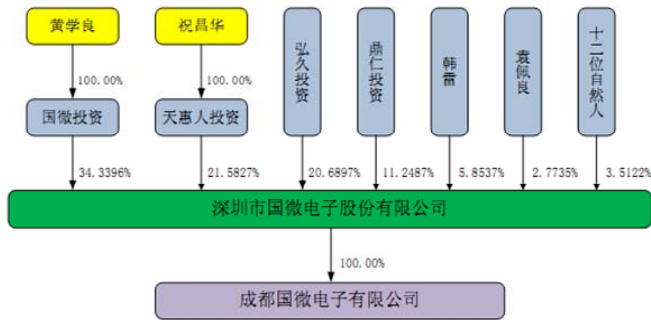 黄学良
祝昌华
100.00%
100.00%
国微投资
天惠人投资
弘久投资
鼎仁投资
韩雷
袁佩良
十二位自然人
34.3396%
21.5827%
20.6897%
11.2487%
5.8537%
2.7735%
3.5122%
深圳市国微电子股份有限公司
100.00%
成都国微电子有限公司